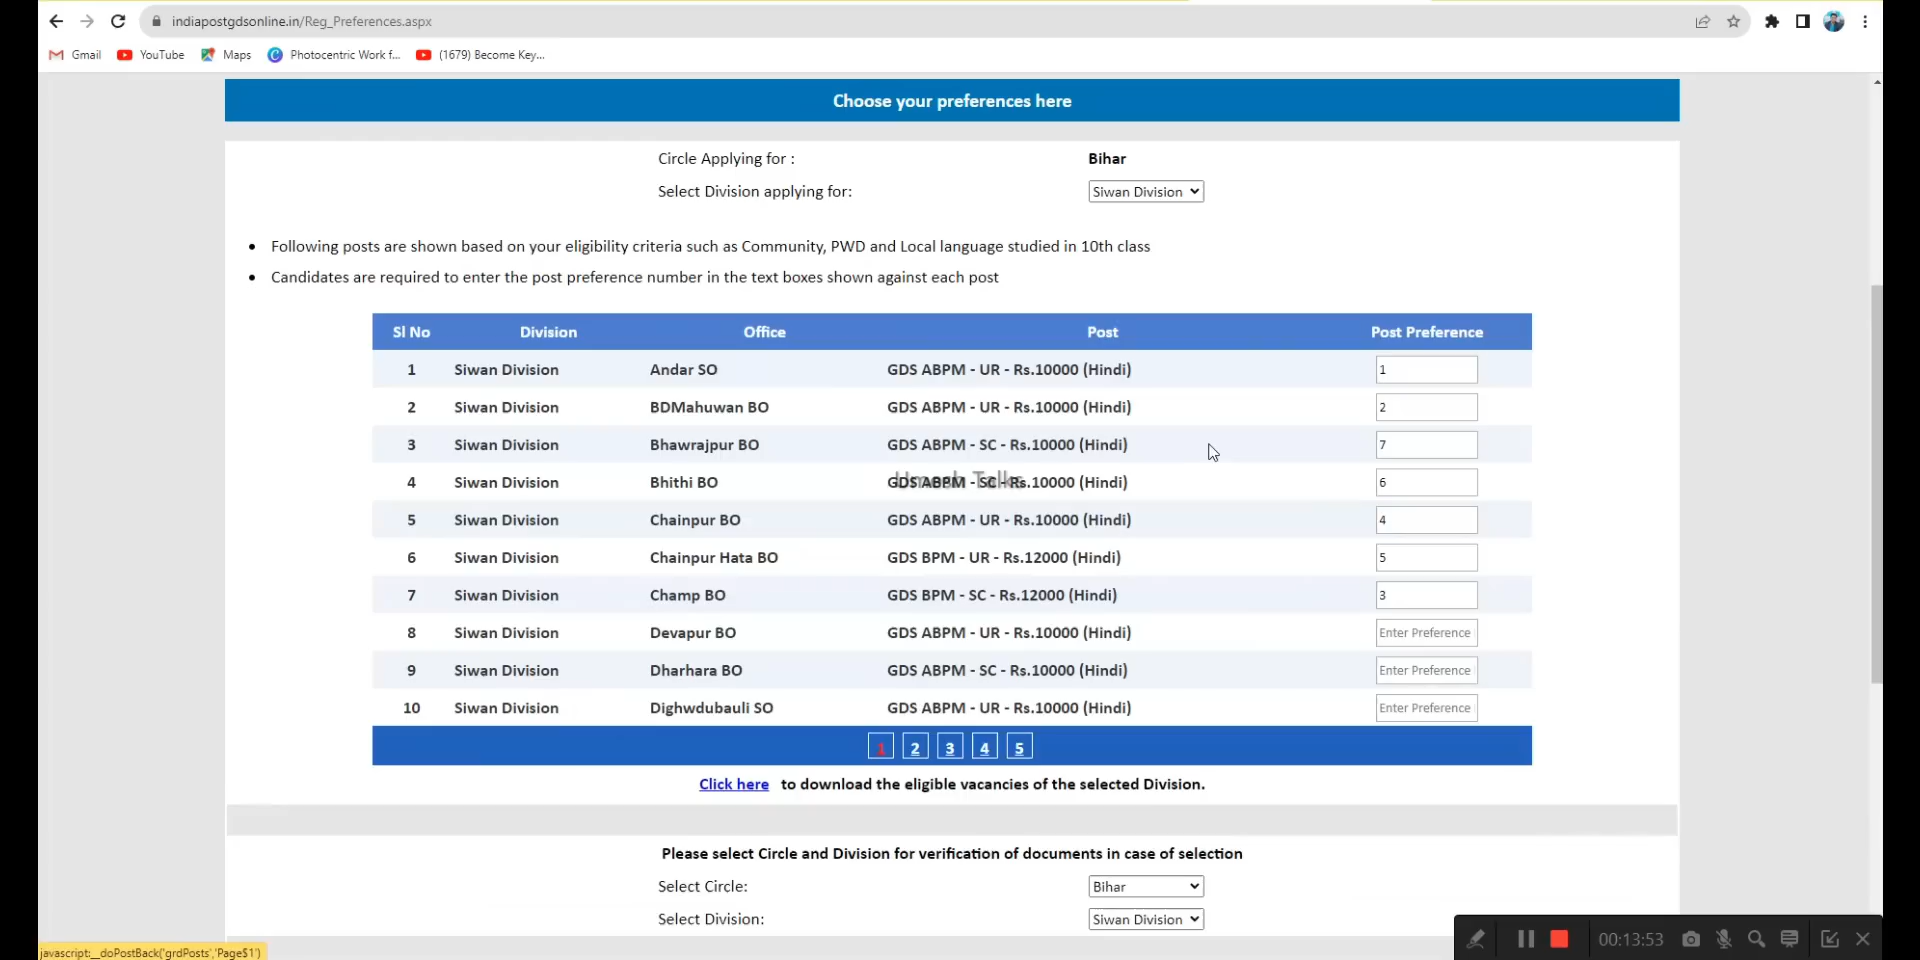 indiapostgdsonline.in/Reg_Preferences.aspx
Gmail YouTube Maps Photocentric Work f... (1679) Become Key...
Choose your preferences here
Circle Applying for : Bihar
Select Division applying for: Siwan Division
• Following posts are shown based on your eligibility criteria such as Community, PWD and Local language studied in 10th class
• Candidates are required to enter the post preference number in the text boxes shown against each post
Sl No Division Office Post Post Preference
1 Siwan Division Andar SO GDS ABPM - UR - Rs.10000 (Hindi) 1
2 Siwan Division BDMahuwan BO GDS ABPM - UR - Rs.10000 (Hindi) 2
3 Siwan Division Bhawrajpur BO GDS ABPM - SC - Rs.10000 (Hindi) 7
4 Siwan Division Bhithi BO GDS ABPM - SC - Rs.10000 (Hindi) 6
Umesh Talks
5 Siwan Division Chainpur BO GDS ABPM - UR - Rs.10000 (Hindi) 4
6 Siwan Division Chainpur Hata BO GDS BPM - UR - Rs.12000 (Hindi) 5
7 Siwan Division Champ BO GDS BPM - SC - Rs.12000 (Hindi) 3
8 Siwan Division Devapur BO GDS ABPM - UR - Rs.10000 (Hindi) Enter Preference
9 Siwan Division Dharhara BO GDS ABPM - SC - Rs.10000 (Hindi) Enter Preference
10 Siwan Division Dighwdubauli SO GDS ABPM - UR - Rs.10000 (Hindi) Enter Preference
1 2 3 4 5
Click here to download the eligible vacancies of the selected Division.
Please select Circle and Division for verification of documents in case of selection
Select Circle: Bihar
Select Division: Siwan Division
00:13:53
javascript:__doPostBack('grdPosts','Page$1')